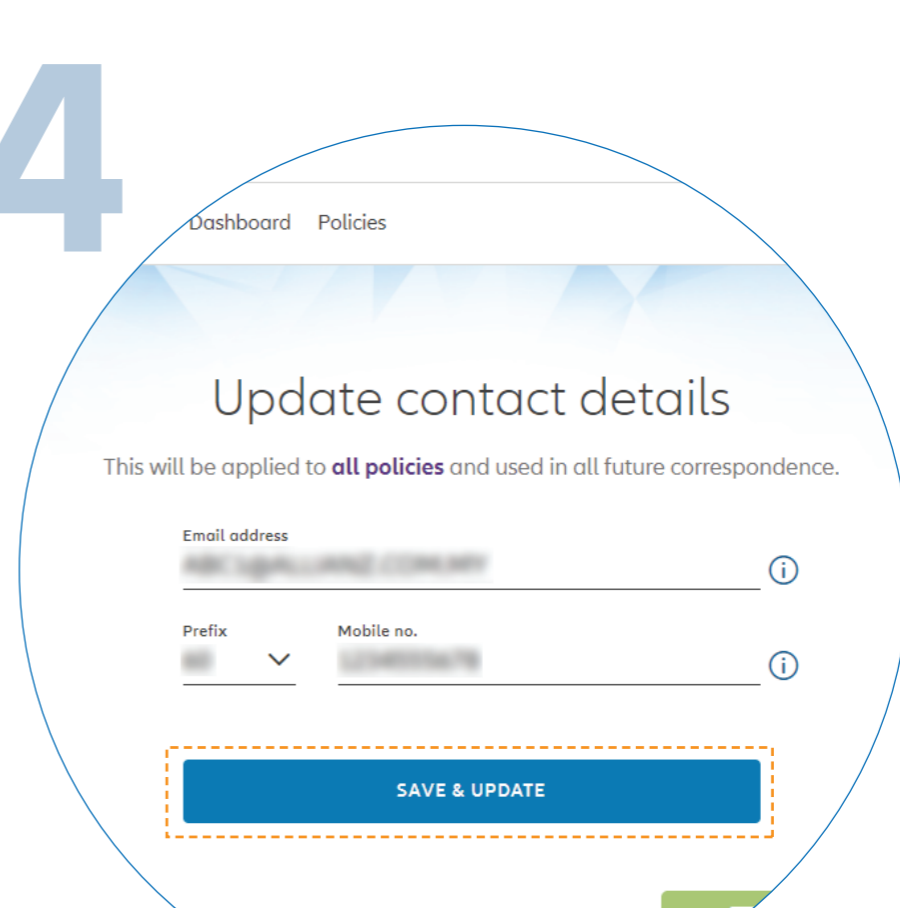 4
Dashboard Policies
Update contact details
This will be applied to all policies and used in all future correspondence.
Email address
Prefix Mobile no.
SAVE & UPDATE